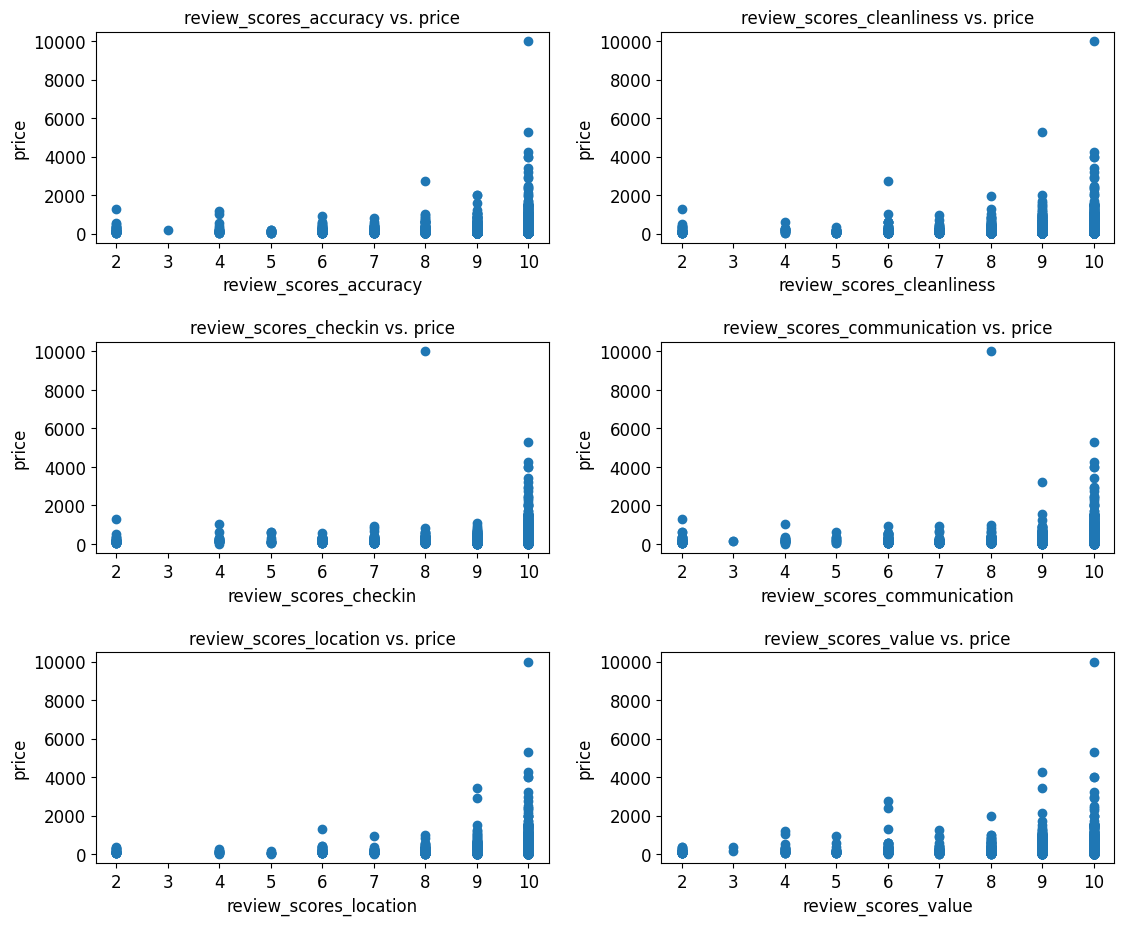 review_scores_accuracy vs. price
10000
8000
6000
4000
2000
0
price
2 3 4 5 6 7 8 9 10
review_scores_accuracy
review_scores_cleanliness vs. price
10000
8000
6000
4000
2000
0
price
2 3 4 5 6 7 8 9 10
review_scores_cleanliness
review_scores_checkin vs. price
10000
8000
6000
4000
2000
0
price
2 3 4 5 6 7 8 9 10
review_scores_checkin
review_scores_communication vs. price
10000
8000
6000
4000
2000
0
price
2 3 4 5 6 7 8 9 10
review_scores_communication
review_scores_location vs. price
10000
8000
6000
4000
2000
0
price
2 3 4 5 6 7 8 9 10
review_scores_location
review_scores_value vs. price
10000
8000
6000
4000
2000
0
price
2 3 4 5 6 7 8 9 10
review_scores_value